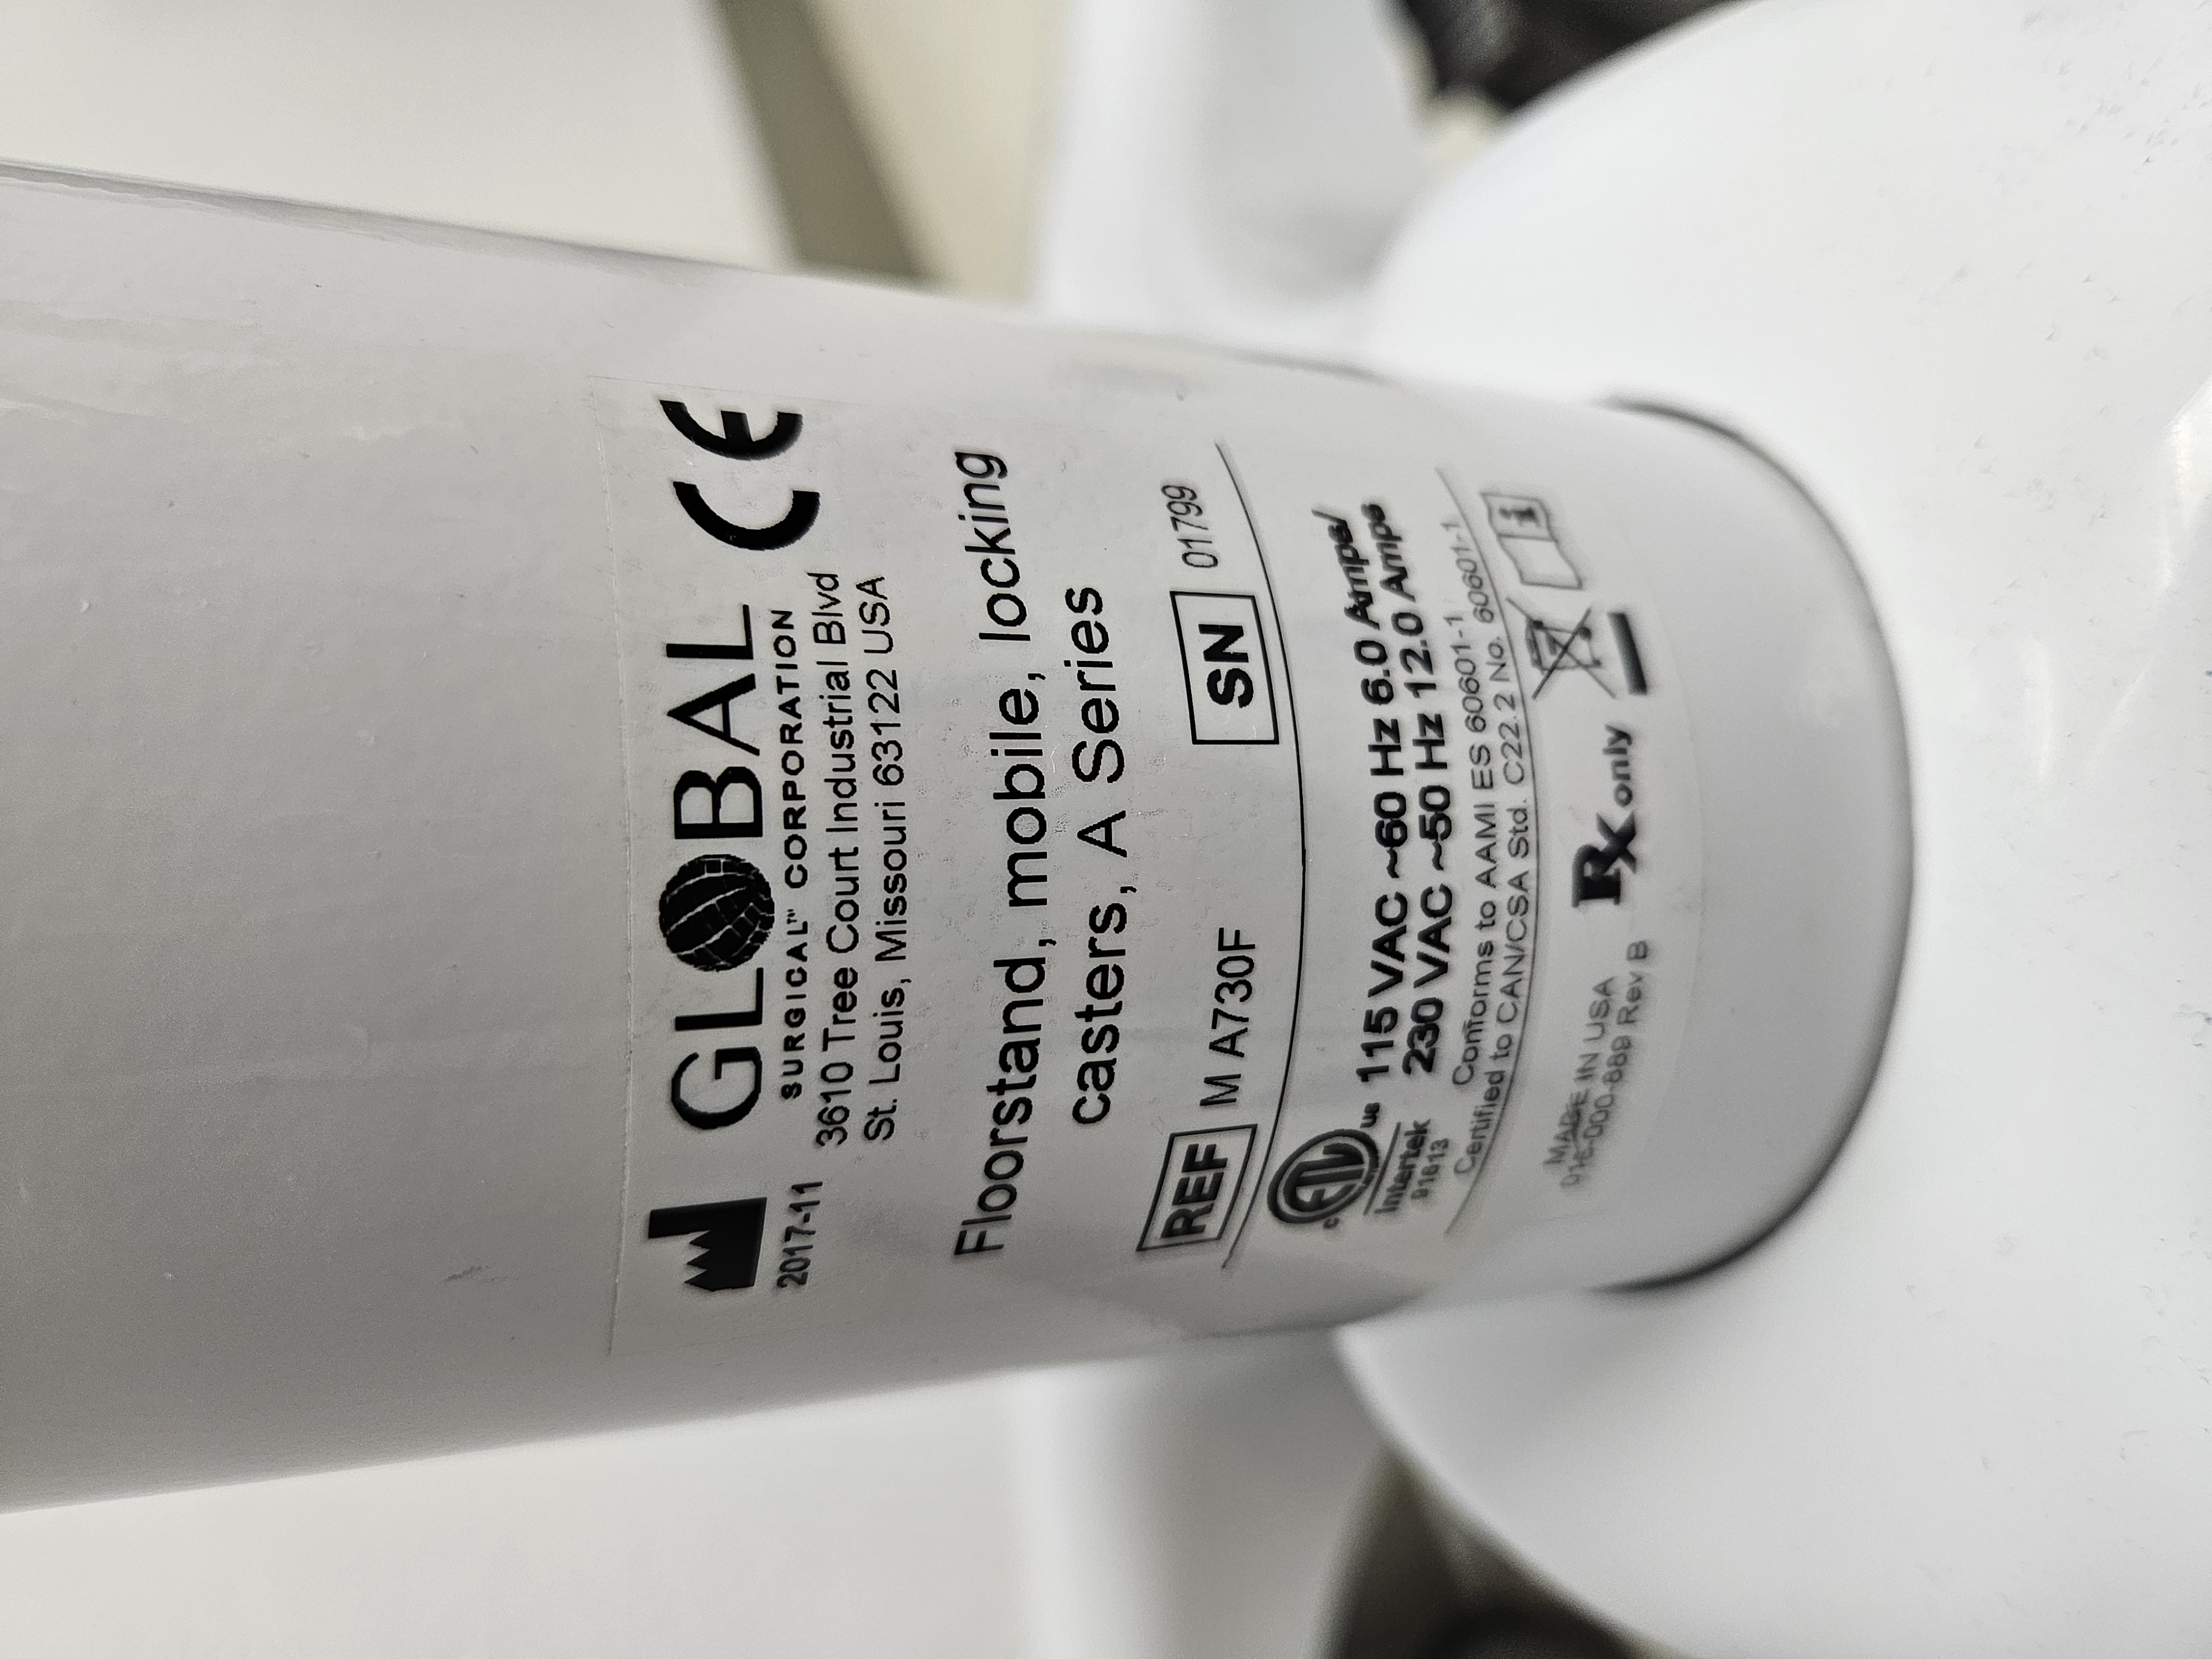 GLOBAL CE
SURGICAL™ CORPORATION
2017-11 3610 Tree Court Industrial Blvd
St. Louis, Missouri 63122 USA
Floorstand, mobile, locking
casters, A Series
REF M A730F SN 01799
c ETL us 115 VAC ~60 Hz 6.0 Amps/
Intertek 230 VAC ~50 Hz 12.0 Amps
Conforms to AAMI ES 60601-1
Certified to CAN/CSA Std. C22.2 No. 60601-1
MADE IN USA
Rev B
Rx only